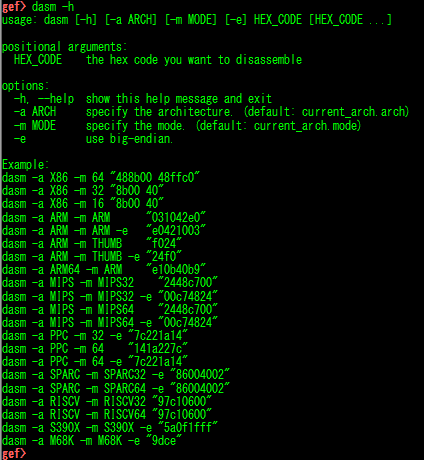 gef> dasm -h
usage: dasm [-h] [-a ARCH] [-m MODE] [-e] HEX_CODE [HEX_CODE ...]

positional arguments:
  HEX_CODE    the hex code you want to disassemble

options:
  -h, --help  show this help message and exit
  -a ARCH     specify the architecture. (default: current_arch.arch)
  -m MODE     specify the mode. (default: current_arch.mode)
  -e          use big-endian.

Example:
dasm -a X86 -m 64 "488b00 48ffc0"
dasm -a X86 -m 32 "8b00 40"
dasm -a X86 -m 16 "8b00 40"
dasm -a ARM -m ARM      "031042e0"
dasm -a ARM -m ARM -e   "e0421003"
dasm -a ARM -m THUMB    "f024"
dasm -a ARM -m THUMB -e "24f0"
dasm -a ARM64 -m ARM    "e10b40b9"
dasm -a MIPS -m MIPS32    "2448c700"
dasm -a MIPS -m MIPS32 -e "00c74824"
dasm -a MIPS -m MIPS64    "2448c700"
dasm -a MIPS -m MIPS64 -e "00c74824"
dasm -a PPC -m 32 -e "7c221a14"
dasm -a PPC -m 64    "141a227c"
dasm -a PPC -m 64 -e "7c221a14"
dasm -a SPARC -m SPARC32 -e "86004002"
dasm -a SPARC -m SPARC64 -e "86004002"
dasm -a RISCV -m RISCV32 "97c10600"
dasm -a RISCV -m RISCV64 "97c10600"
dasm -a S390X -m S390X -e "5a0f1fff"
dasm -a M68K -m M68K -e "9dce"
gef>